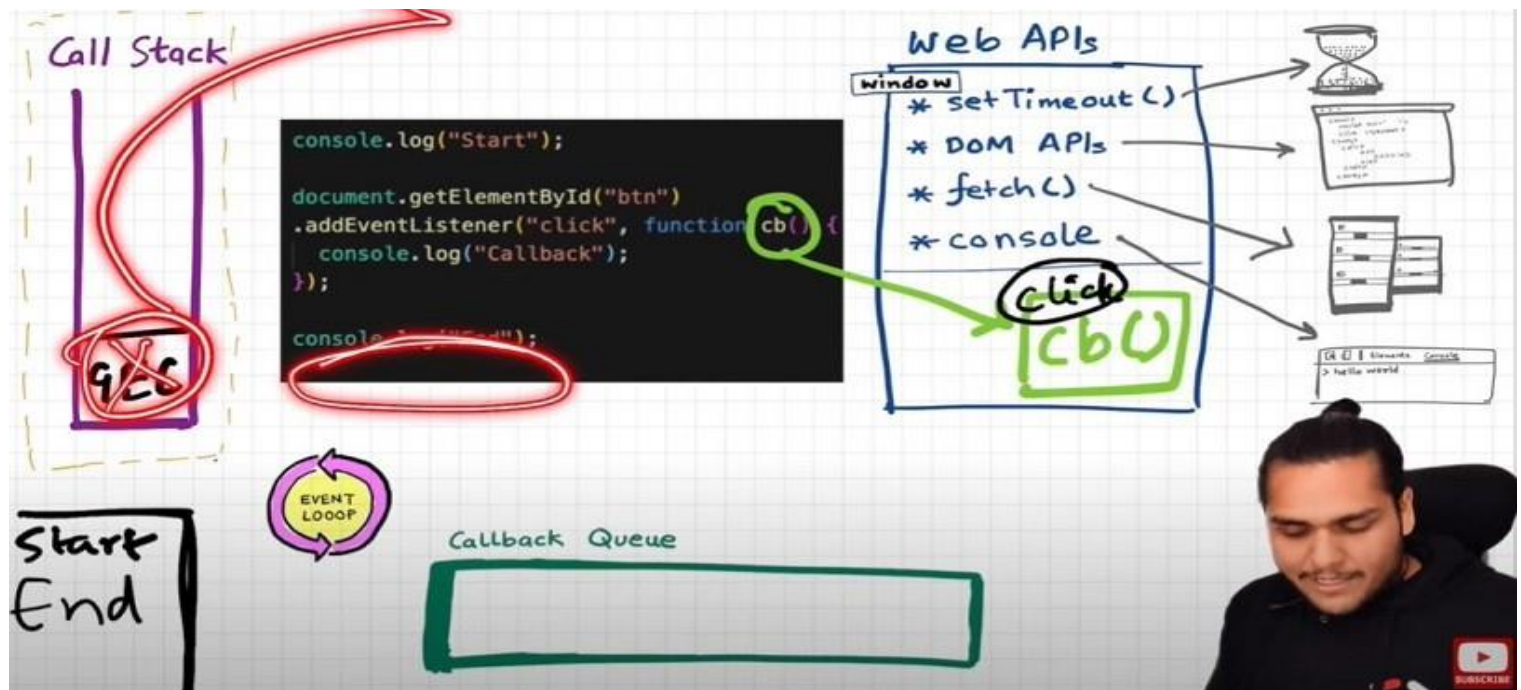 Call Stack
GEC
console.log("Start");
document.getElementById("btn")
.addEventListener("click", function cb() {
console.log("Callback");
});
console.log("End");
Web APIs
window
* setTimeout()
* DOM APIs
* fetch()
* console
click
cb()
Elements Console
> hello world
EVENT
LOOOP
Callback Queue
Start
End
SUBSCRIBE